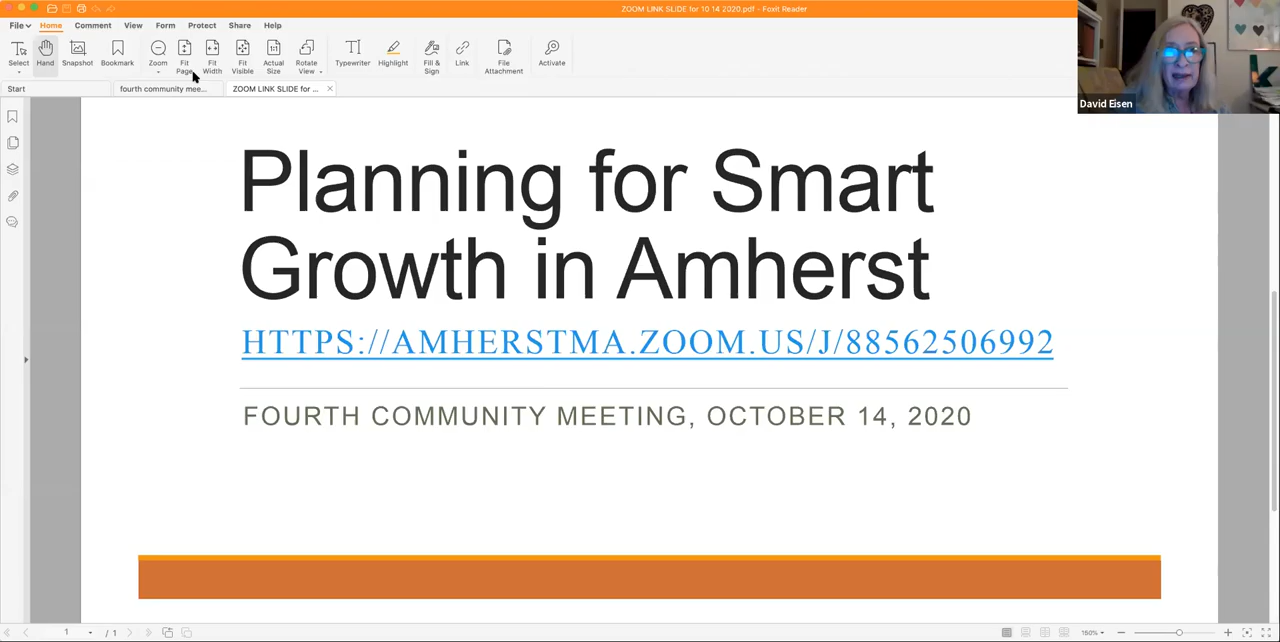 ZOOM LINK SLIDE for 10 14 2020.pdf - Foxit Reader
File Home Comment View Form Protect Share Help
Select Hand Snapshot Bookmark Zoom Fit Page Fit Width Fit Visible Actual Size Rotate View Typewriter Highlight Fill & Sign Link File Attachment Activate
Start fourth community mee... ZOOM LINK SLIDE for ...
David Eisen
Planning for Smart
Growth in Amherst
HTTPS://AMHERSTMA.ZOOM.US/J/88562506992
FOURTH COMMUNITY MEETING, OCTOBER 14, 2020
1 / 1 150%